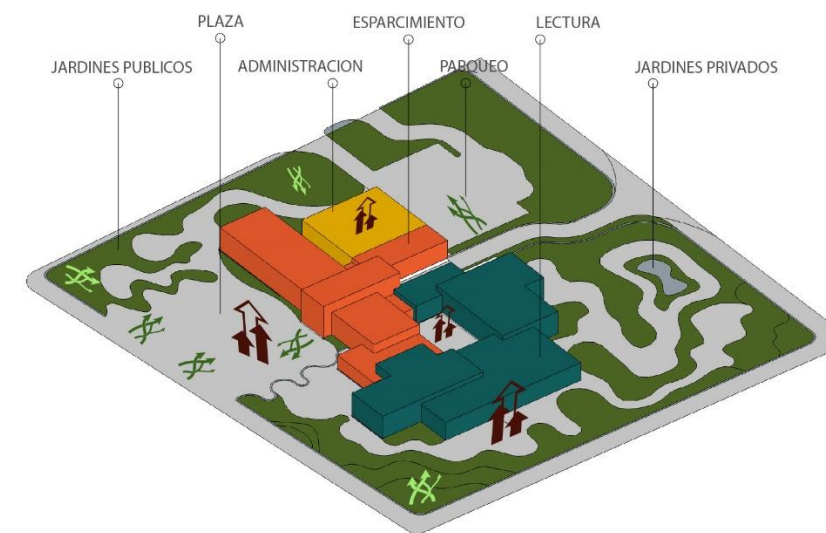 PLAZA
ESPARCIMIENTO
LECTURA
JARDINES PUBLICOS
ADMINISTRACION
PARQUEO
JARDINES PRIVADOS